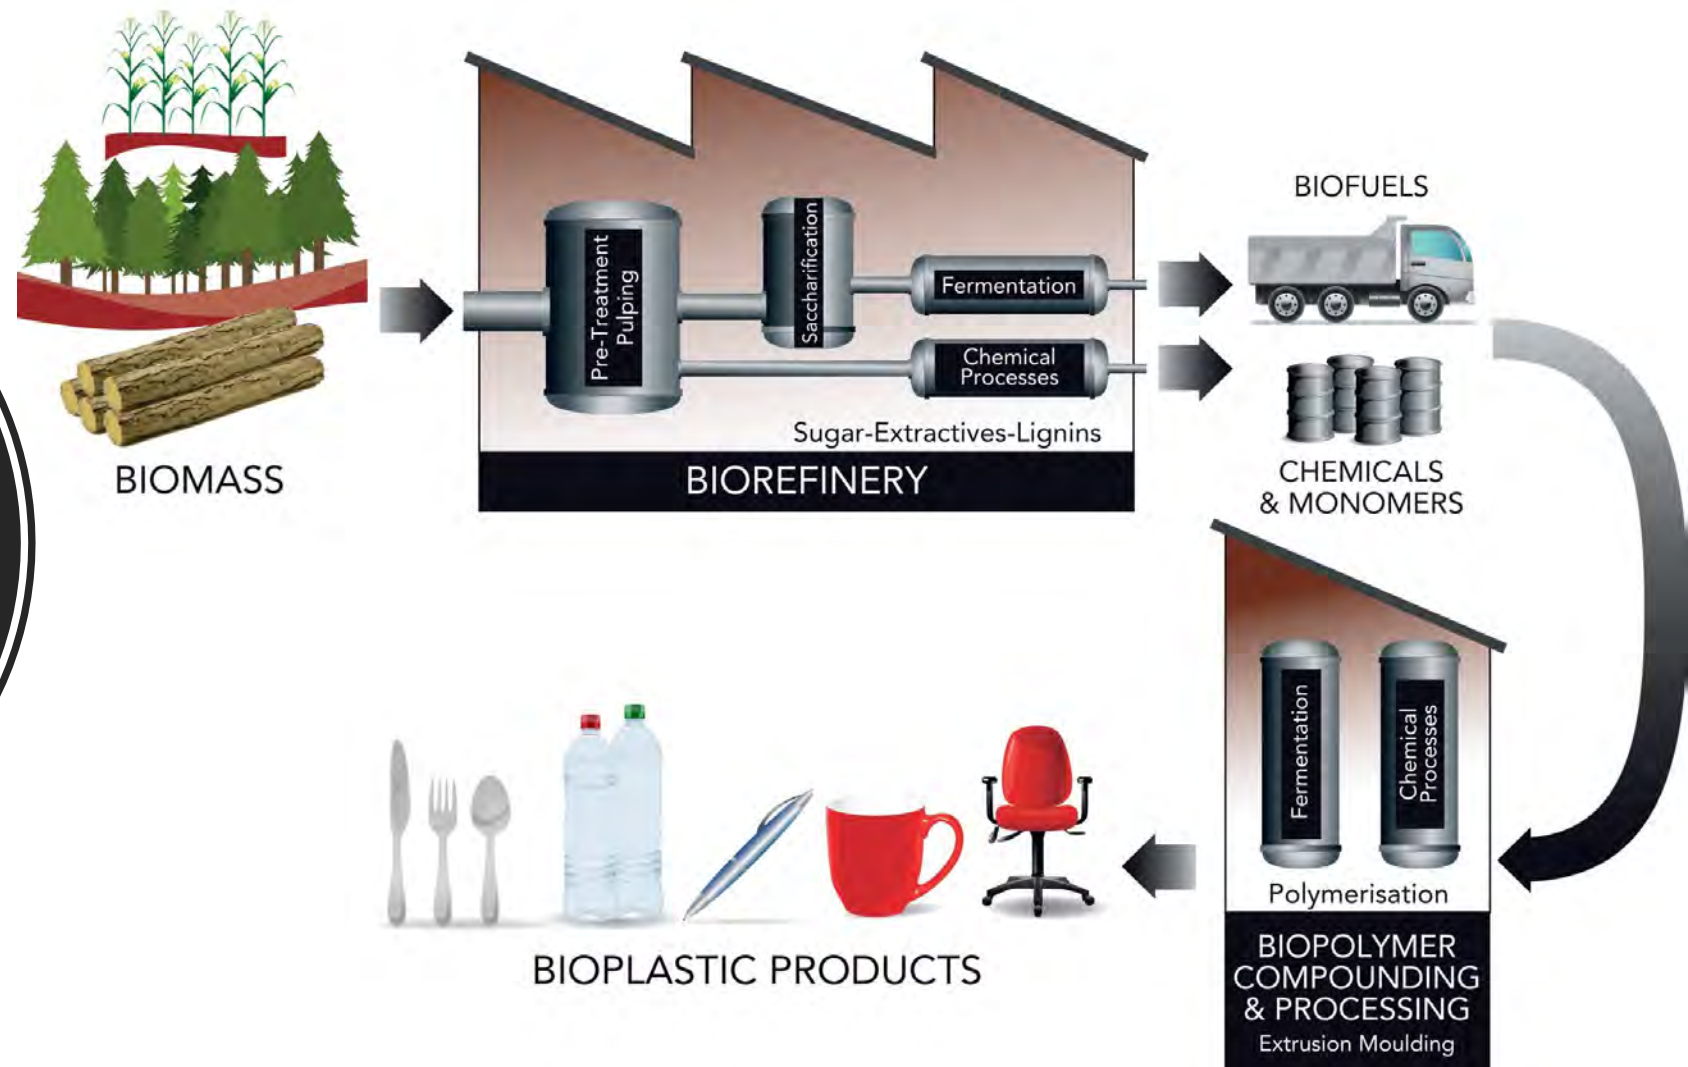 BIOMASS
Pre-Treatment
Pulping
Saccharification
Fermentation
Chemical
Processes
Sugar-Extractives-Lignins
BIOREFINERY
BIOFUELS
CHEMICALS
& MONOMERS
Fermentation
Chemical
Processes
Polymerisation
BIOPOLYMER
COMPOUNDING
& PROCESSING
Extrusion Moulding
BIOPLASTIC PRODUCTS